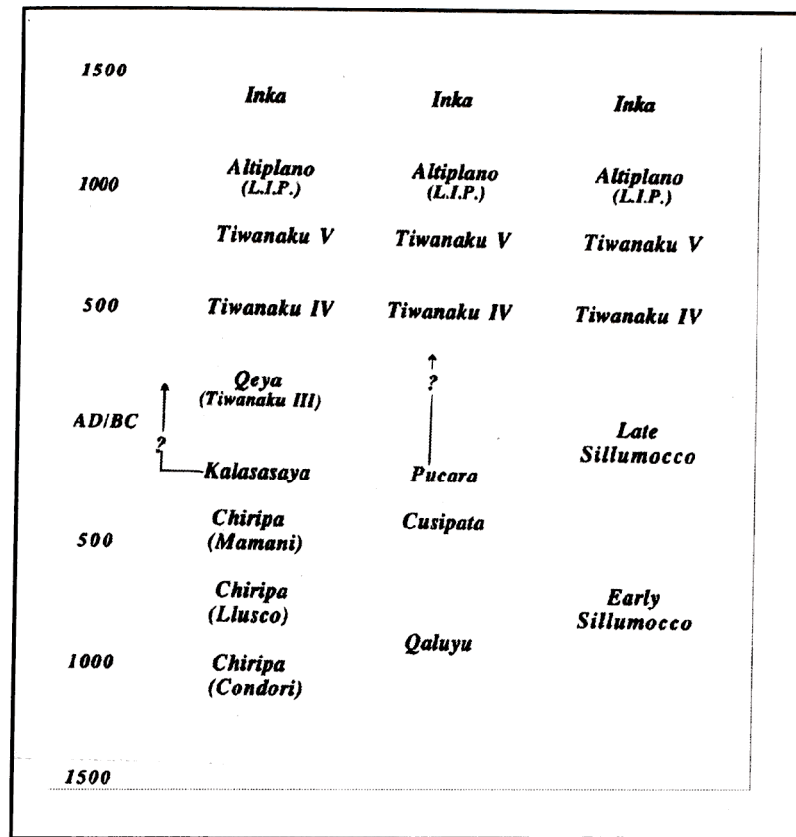 1500
Inka Inka Inka
1000
Altiplano Altiplano Altiplano
(L.I.P.) (L.I.P.) (L.I.P.)
Tiwanaku V Tiwanaku V Tiwanaku V
500
Tiwanaku IV Tiwanaku IV Tiwanaku IV
Qeya ?
(Tiwanaku III)
AD/BC
? Late
Sillumocco
Kalasasaya Pucara
Chiripa Cusipata
500 (Mamani)
Chiripa Early
(Llusco) Sillumocco
Qaluyu
1000 Chiripa
(Condori)
1500